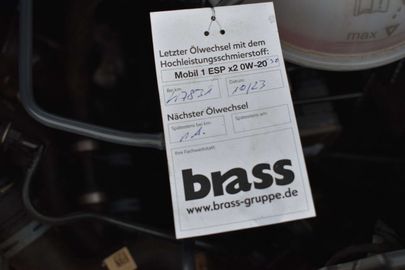 Letzter Ölwechsel mit dem
Hochleistungsschmierstoff:
Mobil 1 ESP x2 0W-20
Bei km: Datum:
10/23
Nächster Ölwechsel
Spätestens bei km: Spätestens am:
Ihre Fachwerkstatt:
brass
www.brass-gruppe.de
max